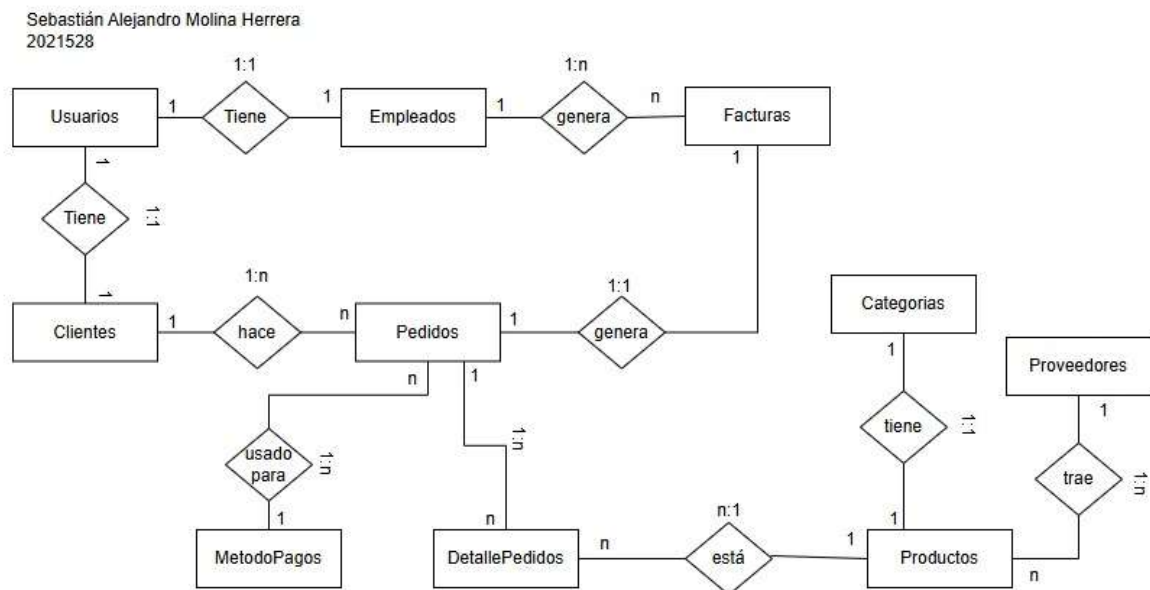 Sebastián Alejandro Molina Herrera
2021528
1:1
1:n
Usuarios
1
Tiene
1
Empleados
1
genera
n
Facturas
1
1
Tiene
1:1
1
1:n
1:1
Categorias
Clientes
1
hace
n
Pedidos
1
genera
1
Proveedores
n
1
1
usado
para
1:n
1:n
tiene
1:1
trae
1:n
1
n
n:1
1
MetodoPagos
DetallePedidos
n
está
1
Productos
n